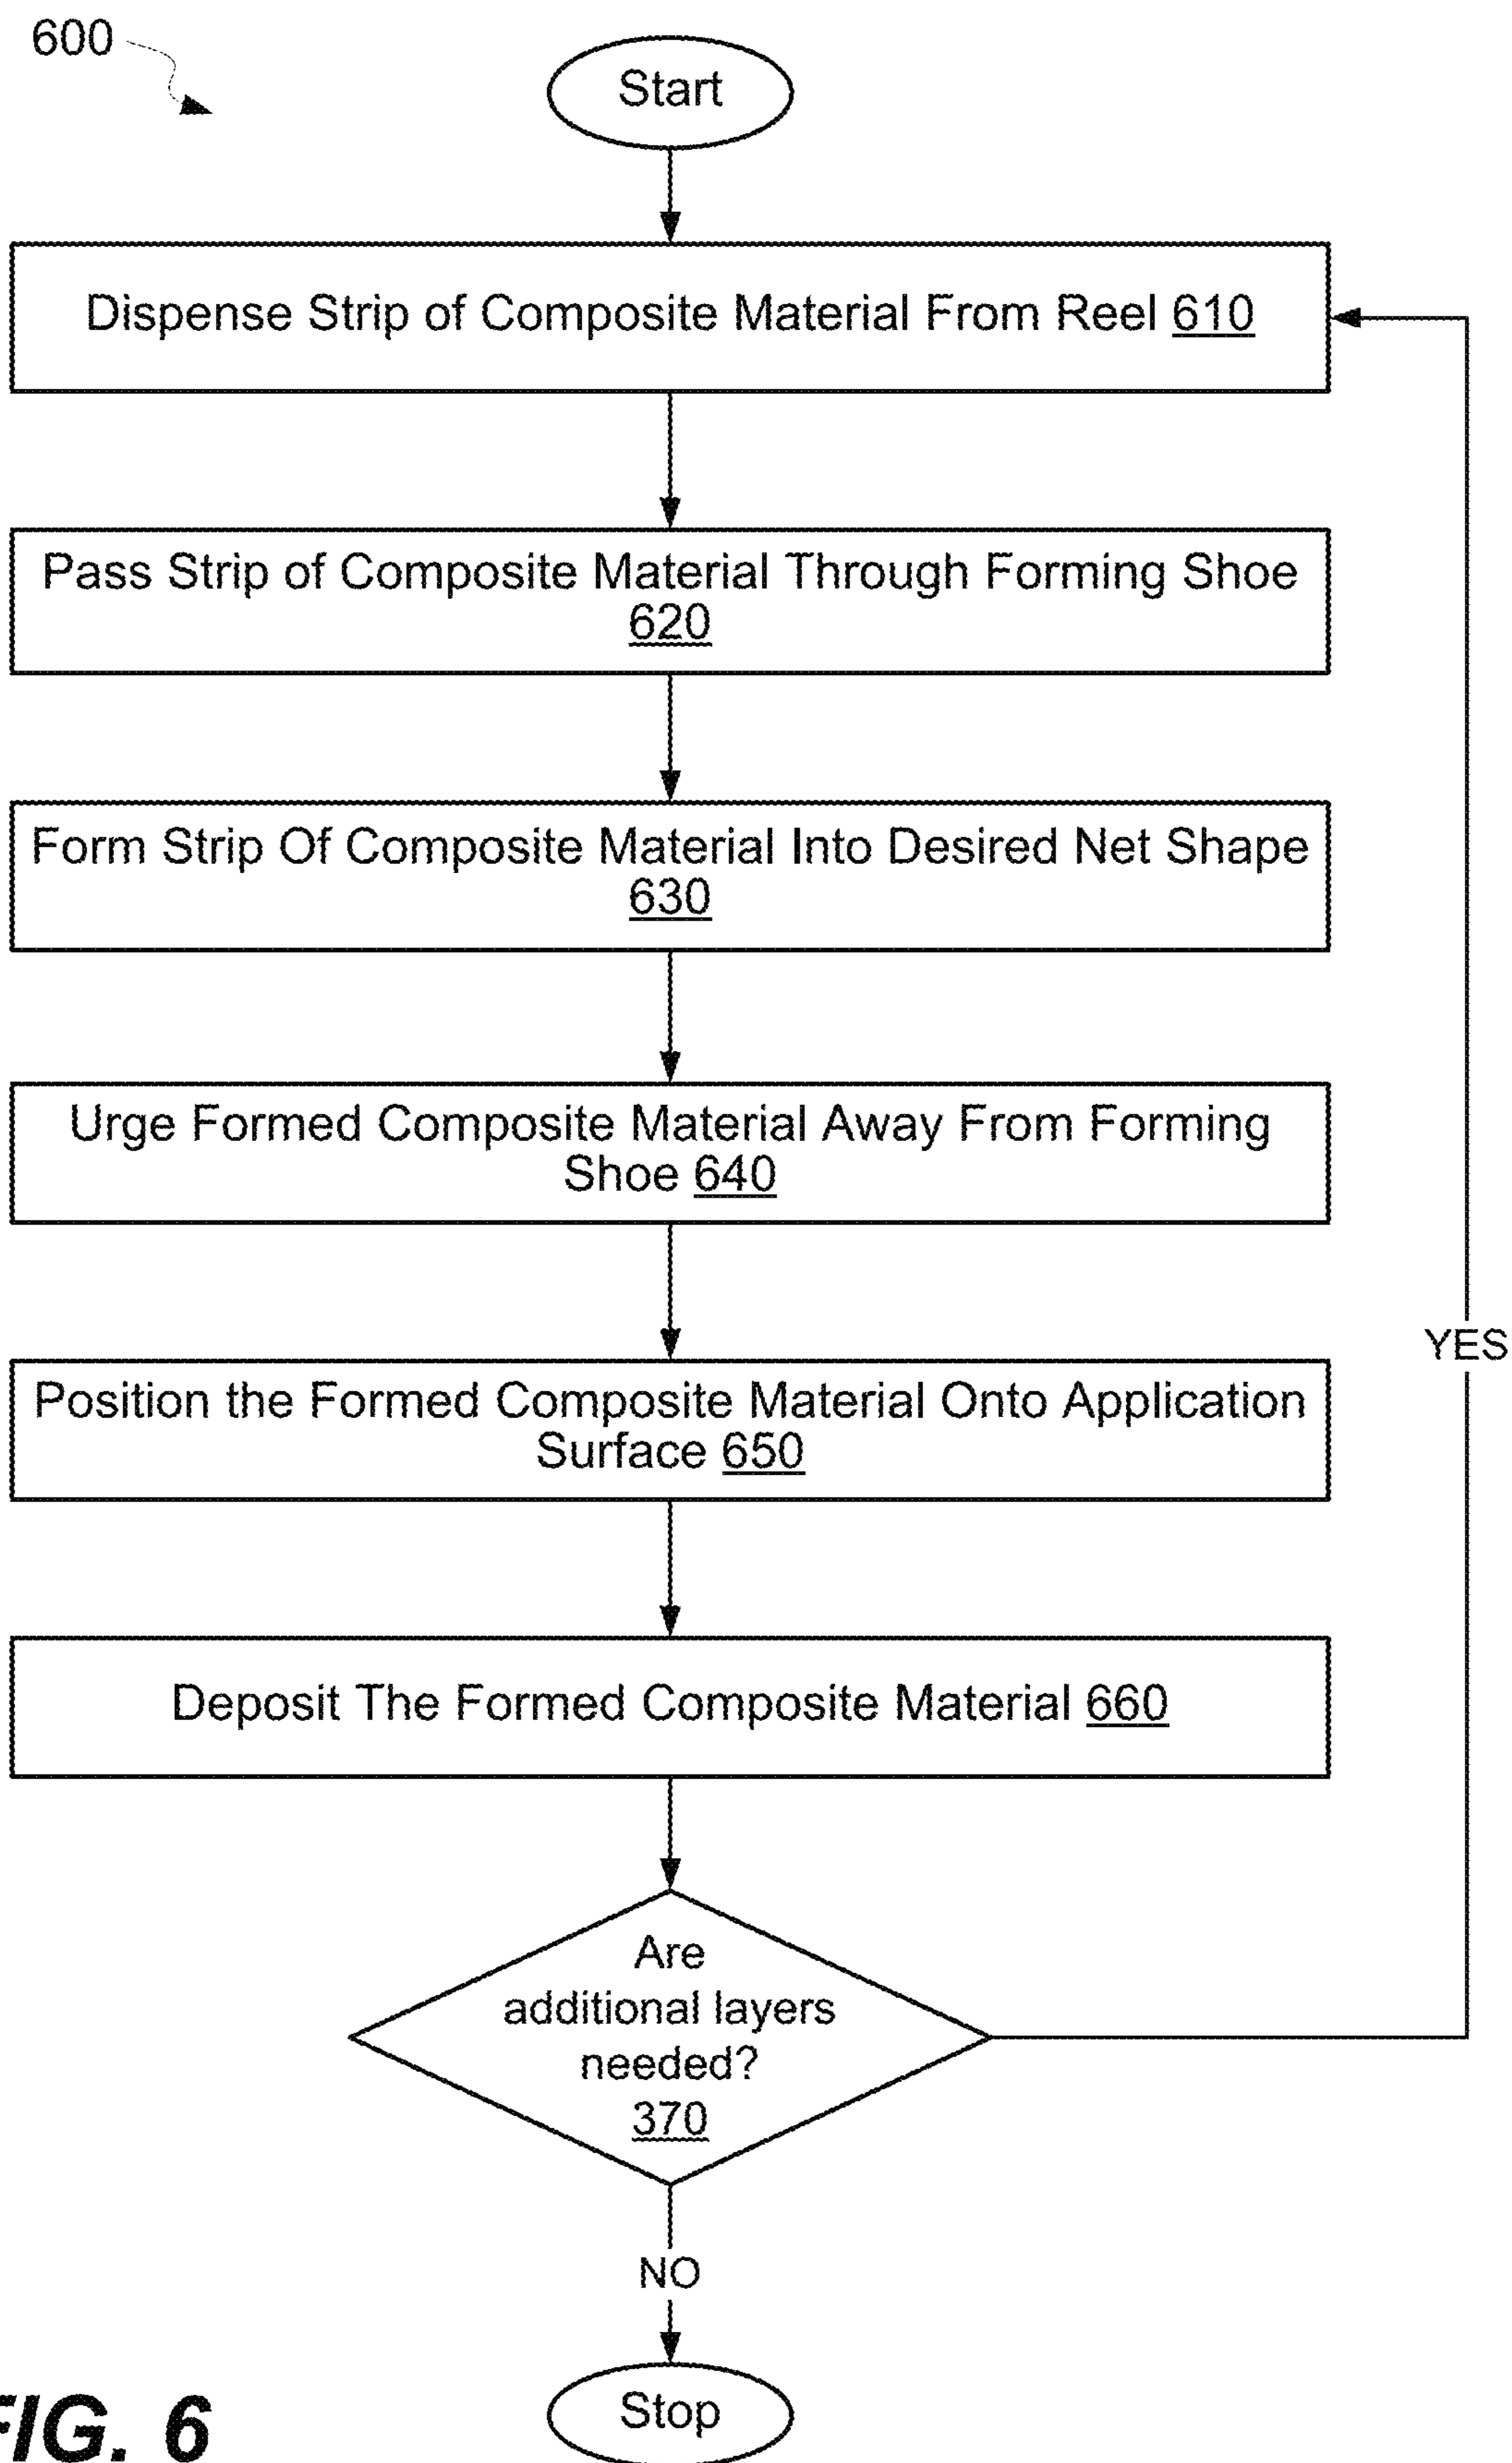 600
Start
Dispense Strip of Composite Material From Reel 610
Pass Strip of Composite Material Through Forming Shoe
620
Form Strip Of Composite Material Into Desired Net Shape
630
Urge Formed Composite Material Away From Forming
Shoe 640
YES
Position the Formed Composite Material Onto Application
Surface 650
Deposit The Formed Composite Material 660
Are
additional layers
needed?
370
NO
Stop
FIG. 6